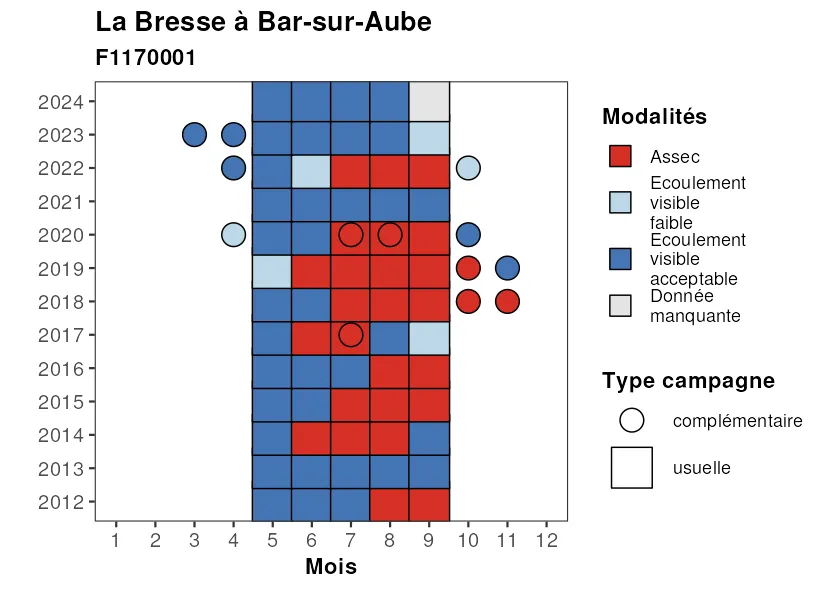 La Bresse à Bar-sur-Aube
F1170001
2024
2023
2022
2021
2020
2019
2018
2017
2016
2015
2014
2013
2012
1 2 3 4 5 6 7 8 9 10 11 12
Mois
Modalités
Assec
Ecoulement
visible
faible
Ecoulement
visible
acceptable
Donnée
manquante
Type campagne
complémentaire
usuelle